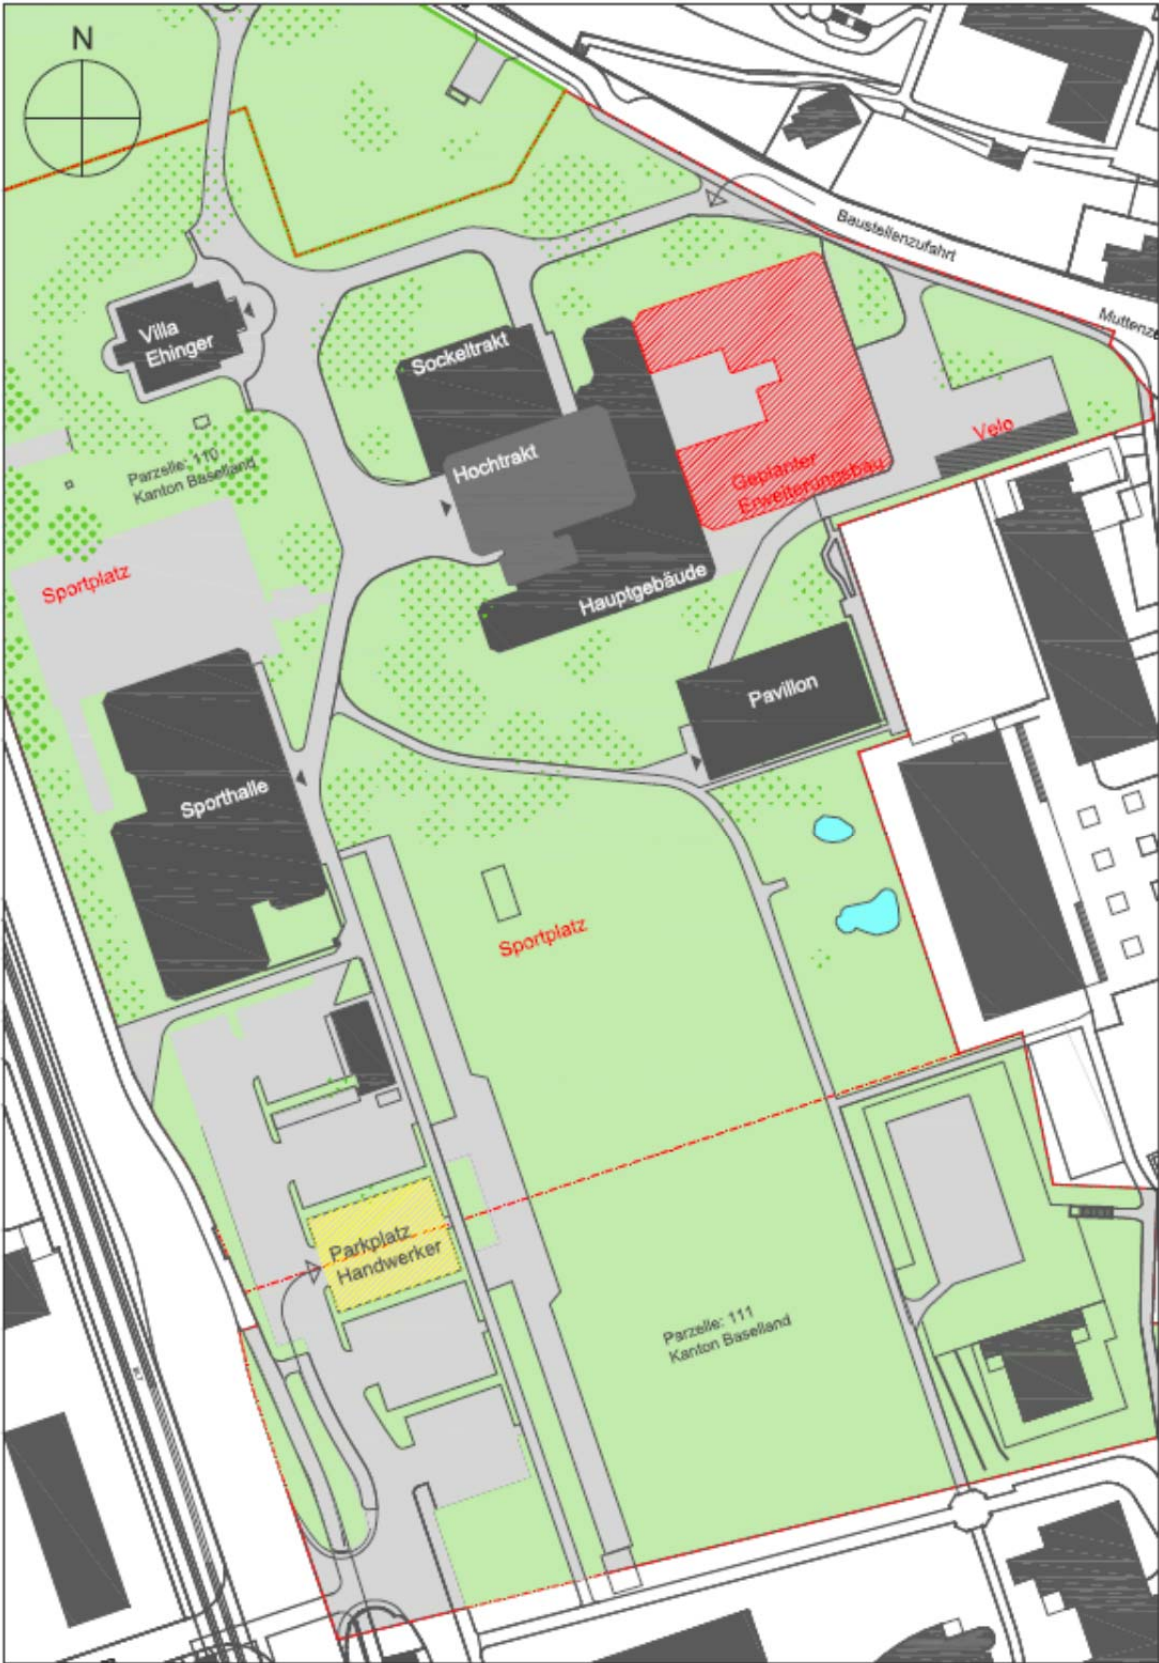 N
Baustellenzufahrt
Villa
Ehinger
Sockeltrakt
Hochtrakt
Velo
Geplanter
Erweiterungsbau
Parzelle: 110
Kanton Baselland
Sportplatz
Hauptgebäude
Pavillon
Sporthalle
Sportplatz
Parkplatz
Handwerker
Parzelle: 111
Kanton Baselland